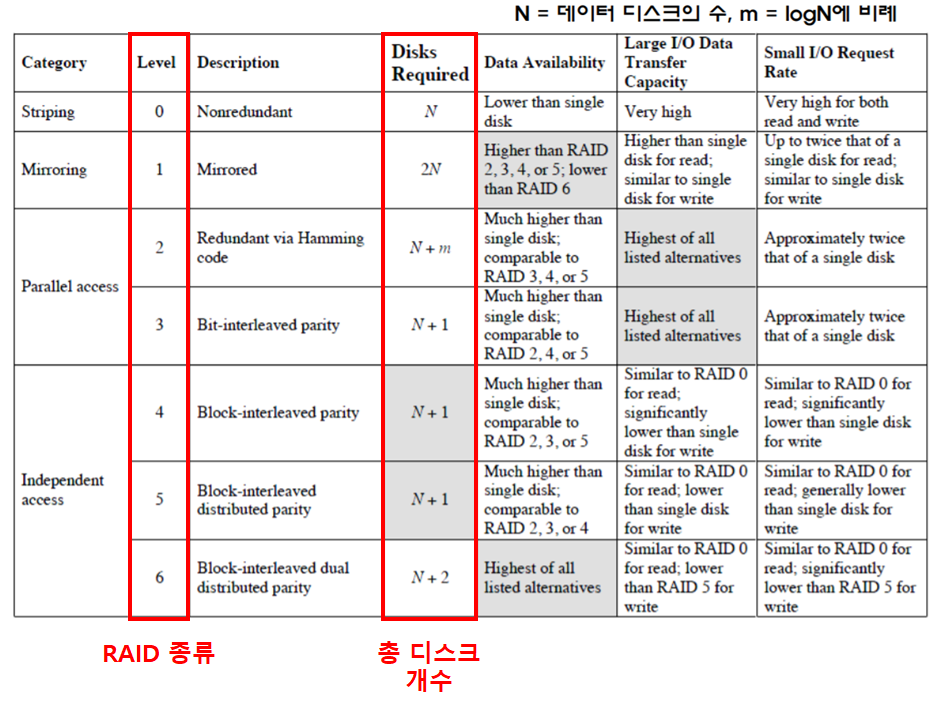 N = 데이터 디스크의 수, m = logN에 비례
Category
Level
Description
Disks
Required
Data Availability
Large I/O Data
Transfer
Capacity
Small I/O Request
Rate
Striping
0
Nonredundant
N
Lower than single
disk
Very high
Very high for both
read and write
Mirroring
1
Mirrored
2N
Higher than RAID
2, 3, 4, or 5; lower
than RAID 6
Higher than single
disk for read;
similar to single
disk for write
Up to twice that of a
single disk for read;
similar to single disk
for write
Parallel access
2
Redundant via Hamming
code
N + m
Much higher than
single disk;
comparable to
RAID 3, 4, or 5
Highest of all
listed alternatives
Approximately twice
that of a single disk
3
Bit-interleaved parity
N + 1
Much higher than
single disk;
comparable to
RAID 2, 4, or 5
Highest of all
listed alternatives
Approximately twice
that of a single disk
Independent
access
4
Block-interleaved parity
N + 1
Much higher than
single disk;
comparable to
RAID 2, 3, or 5
Similar to RAID 0
for read;
significantly
lower than single
disk for write
Similar to RAID 0 for
read; significantly
lower than single disk
for write
5
Block-interleaved
distributed parity
N + 1
Much higher than
single disk;
comparable to
RAID 2, 3, or 4
Similar to RAID 0
for read; lower
than single disk
for write
Similar to RAID 0 for
read; generally lower
than single disk for
write
6
Block-interleaved dual
distributed parity
N + 2
Highest of all
listed alternatives
Similar to RAID 0
for read; lower
than RAID 5 for
write
Similar to RAID 0 for
read; significantly
lower than RAID 5 for
write
RAID 종류
총 디스크
개수